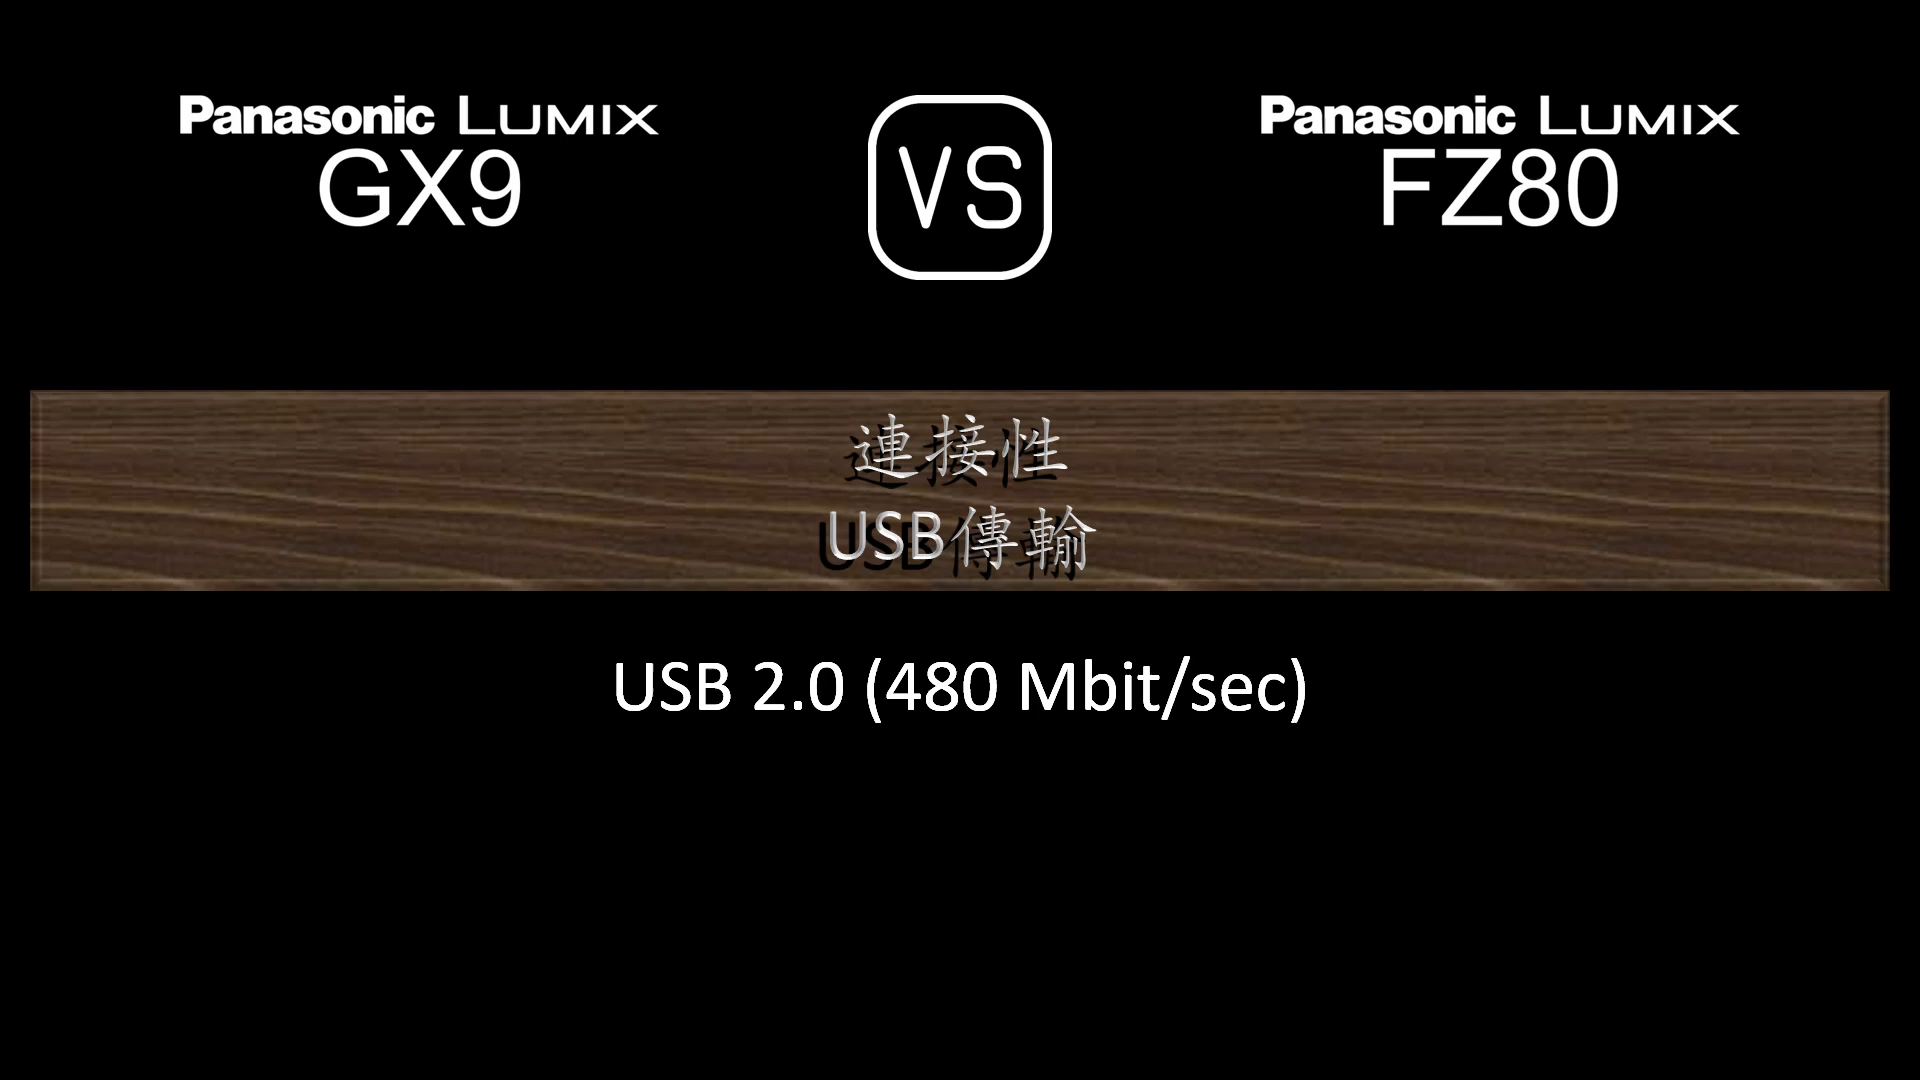 Panasonic LUMIX
GX9
VS
Panasonic LUMIX
FZ80
連接性
USB傳輸
USB 2.0 (480 Mbit/sec)